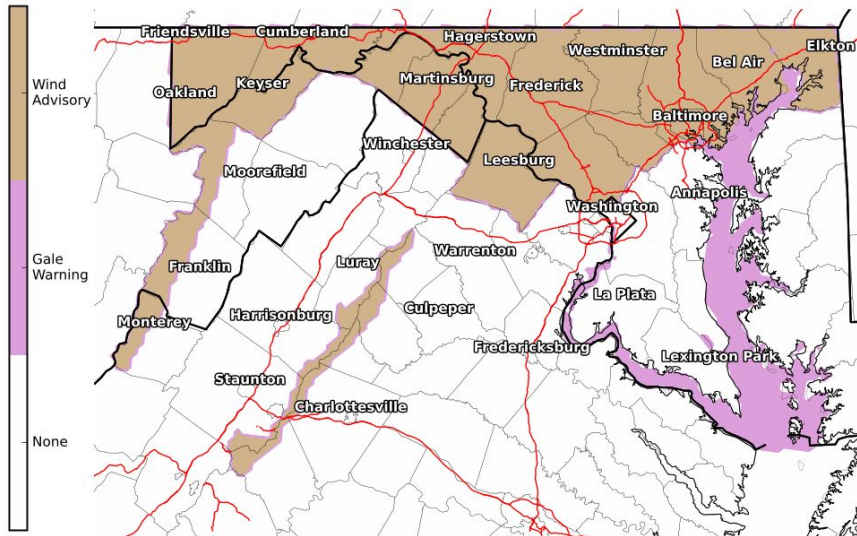 Friendsville
Cumberland
Hagerstown
Westminster
Elkton
Bel Air
Wind
Advisory
Oakland
Keyser
Martinsburg
Frederick
Baltimore
Winchester
Leesburg
Moorefield
Annapolis
Washington
Gale
Warning
Franklin
Luray
Warrenton
Monterey
Harrisonburg
Culpeper
La Plata
Fredericksburg
Lexington Park
Staunton
Charlottesville
None